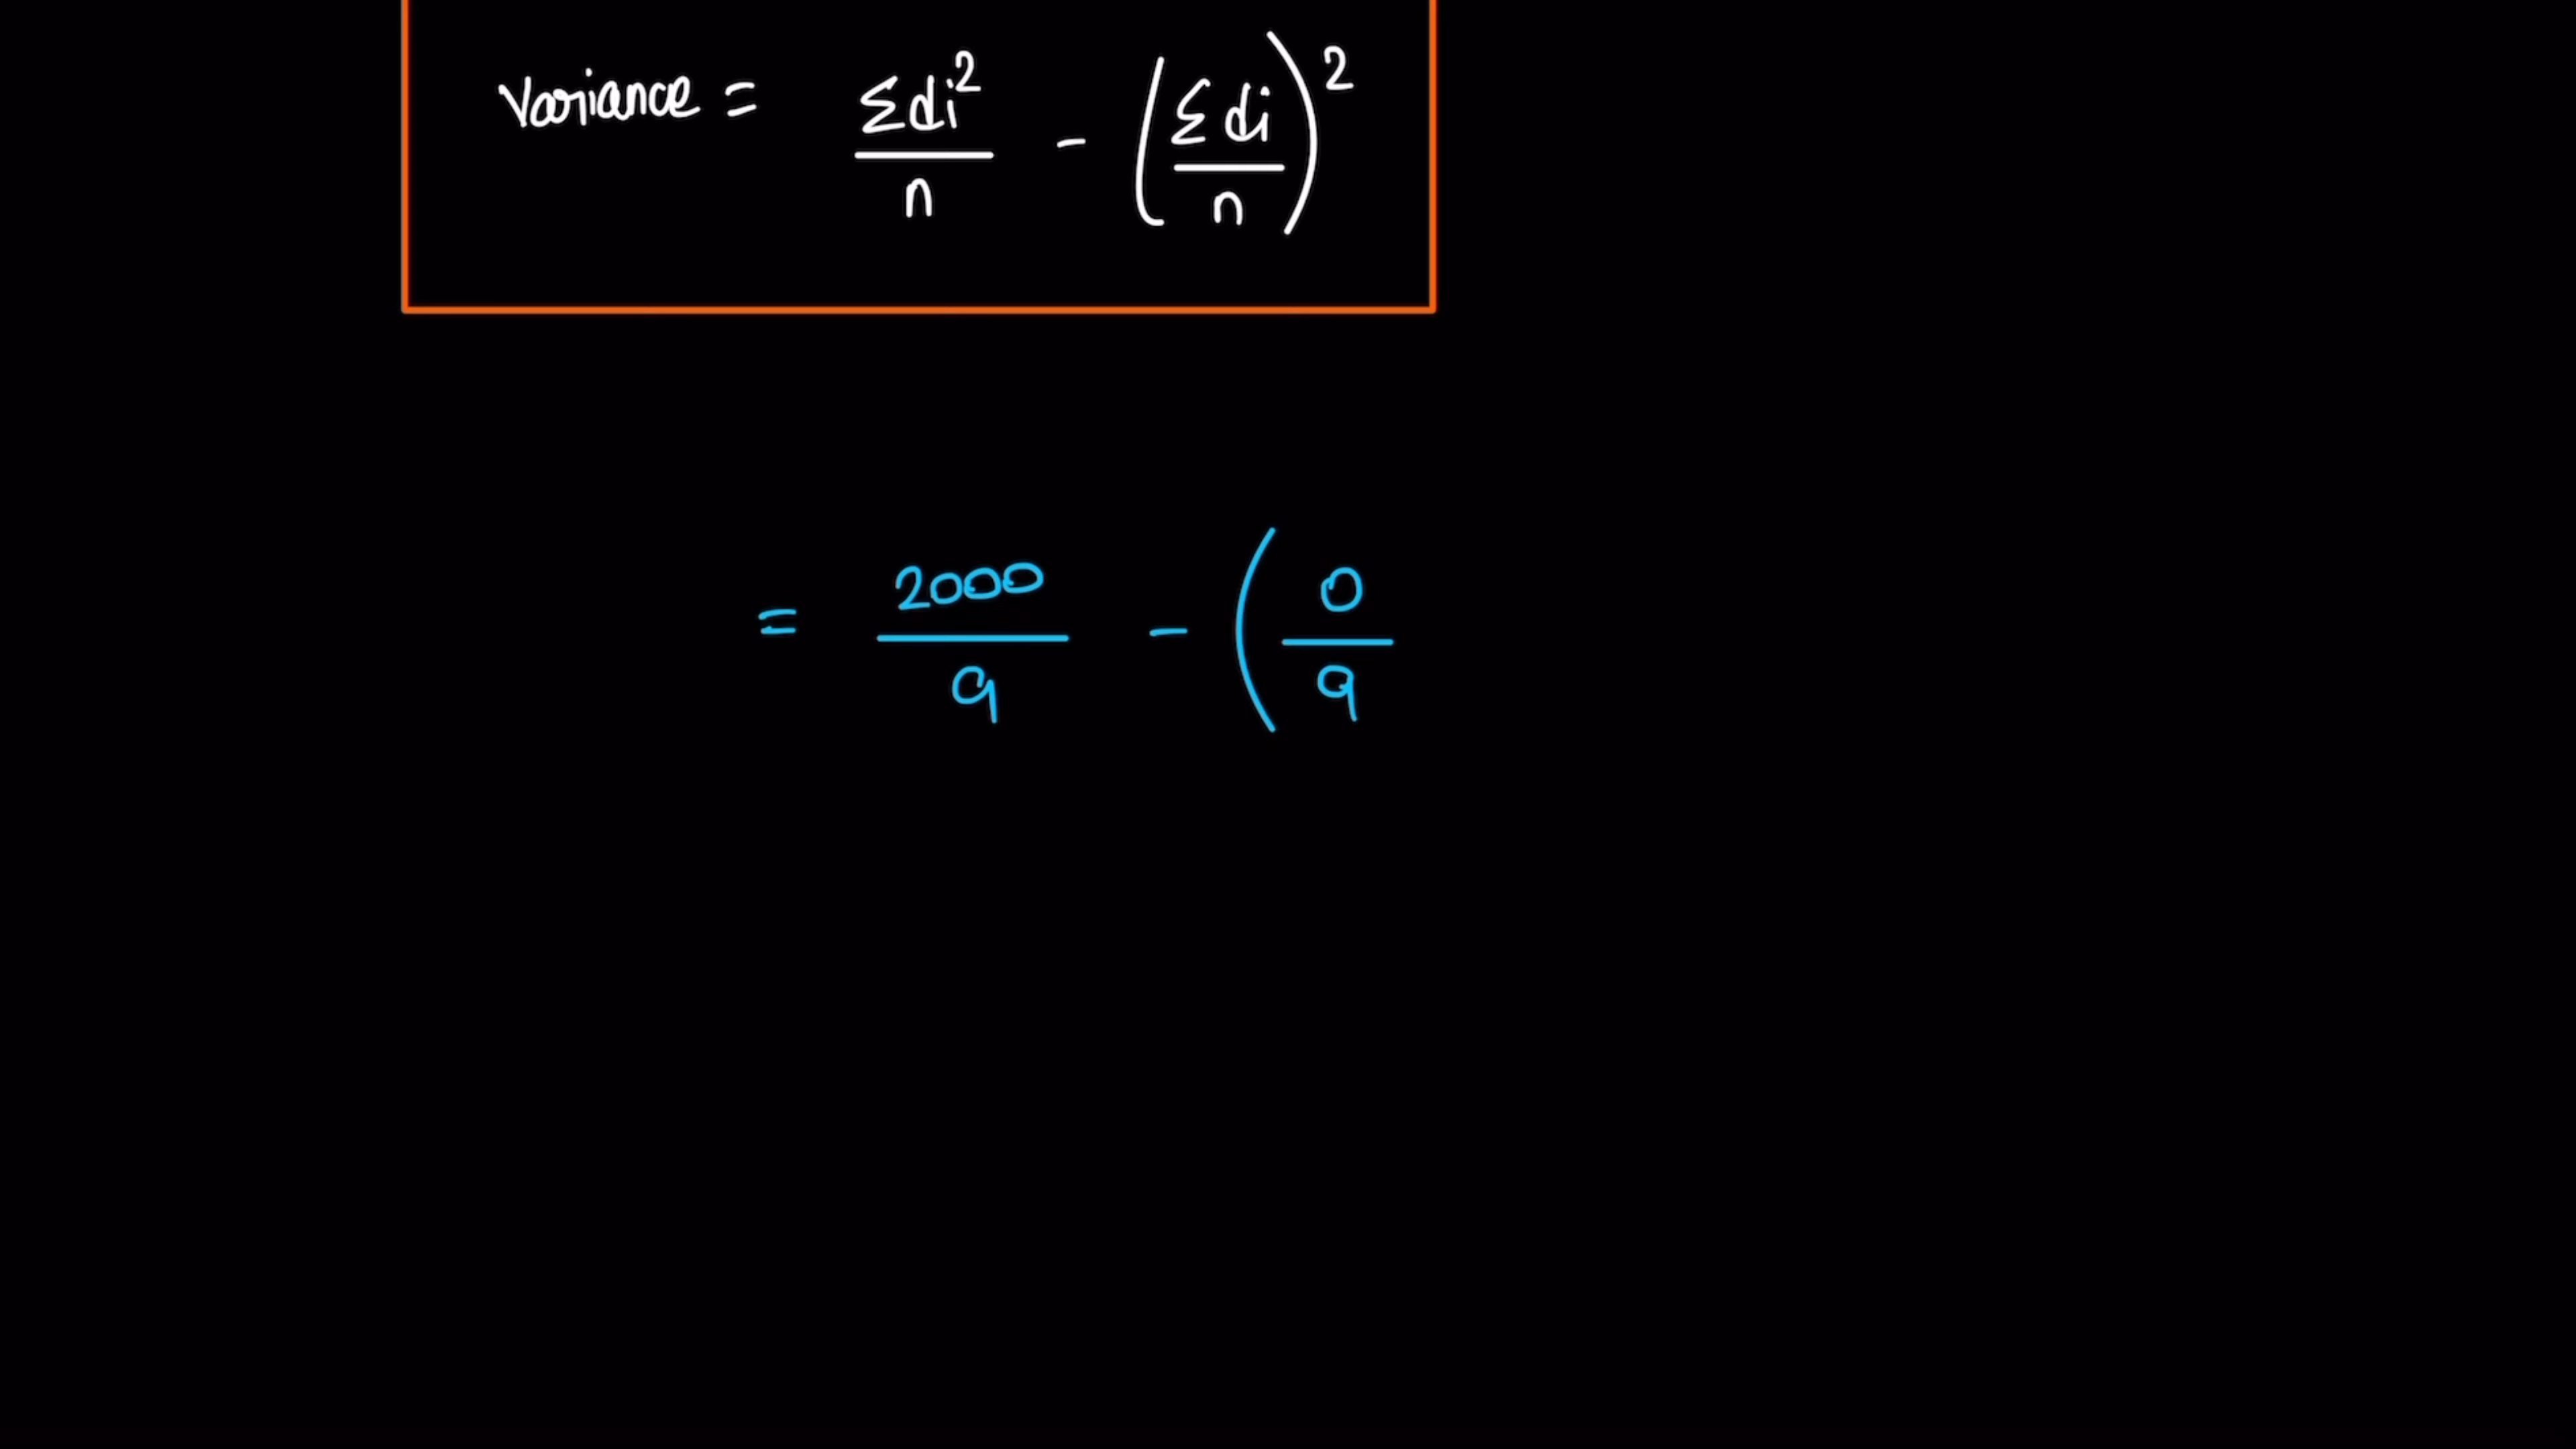 Variance = Σdi²/n - (Σdi/n)²
= 2000/9 - (0/9